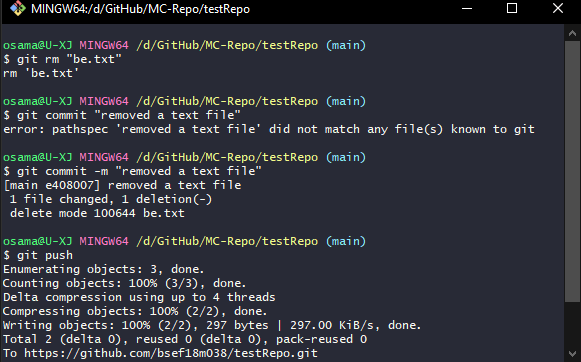 MINGW64:/d/GitHub/MC-Repo/testRepo
osama@U-XJ MINGW64 /d/GitHub/MC-Repo/testRepo (main)
$ git rm "be.txt"
rm 'be.txt'
osama@U-XJ MINGW64 /d/GitHub/MC-Repo/testRepo (main)
$ git commit "removed a text file"
error: pathspec 'removed a text file' did not match any file(s) known to git
osama@U-XJ MINGW64 /d/GitHub/MC-Repo/testRepo (main)
$ git commit -m "removed a text file"
[main e408007] removed a text file
 1 file changed, 1 deletion(-)
 delete mode 100644 be.txt
osama@U-XJ MINGW64 /d/GitHub/MC-Repo/testRepo (main)
$ git push
Enumerating objects: 3, done.
Counting objects: 100% (3/3), done.
Delta compression using up to 4 threads
Compressing objects: 100% (2/2), done.
Writing objects: 100% (2/2), 297 bytes | 297.00 KiB/s, done.
Total 2 (delta 0), reused 0 (delta 0), pack-reused 0
To https://github.com/bsef18m038/testRepo.git